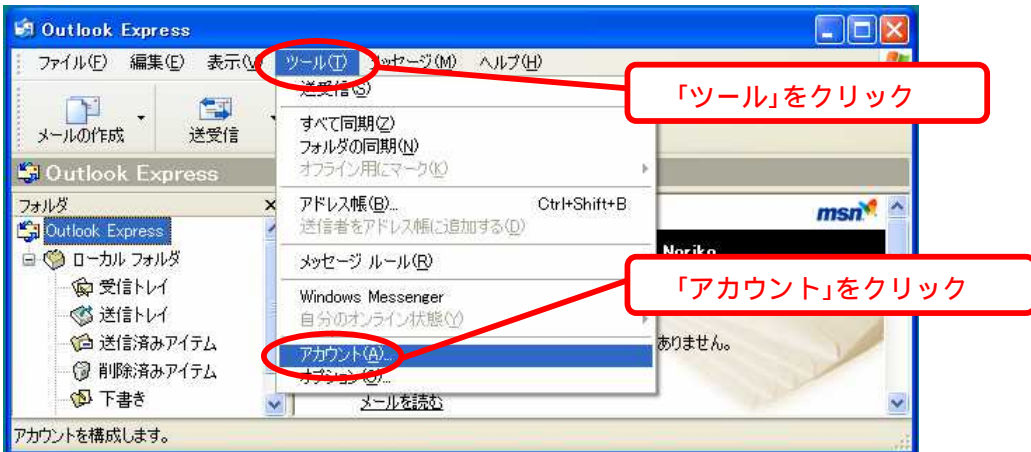 Outlook Express
ファイル(F) 編集(E) 表示(V) ツール(T) メッセージ(M) ヘルプ(H)
「ツール」をクリック
メールの作成 送受信
送受信(S)
すべて同期(Z)
フォルダの同期(N)
オフライン用にマーク(K)
Outlook Express
フォルダ
アドレス帳(B)... Ctrl+Shift+B
送信者をアドレス帳に追加する(D)
msn
Outlook Express
Noriko
ローカル フォルダ
メッセージ ルール(R)
「アカウント」をクリック
受信トレイ
Windows Messenger
送信トレイ
自分のオンライン状態(Y)
送信済みアイテム
アカウント(A)...
ありません。
削除済みアイテム
オプション(O)...
下書き
メールを読む
アカウントを構成します。